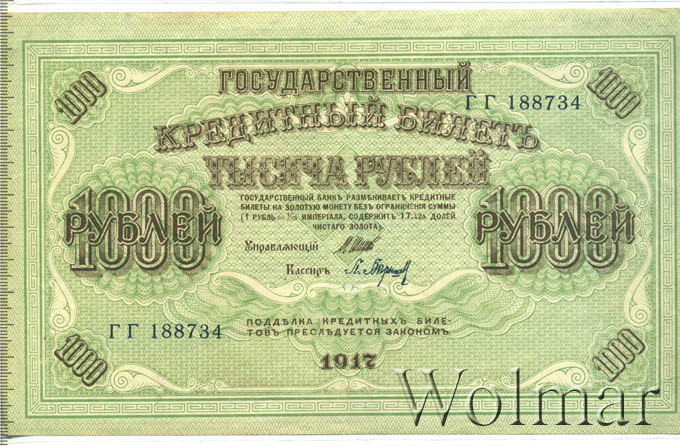 1000
1000
ГОСУДАРСТВЕННЫЙ
ГГ 188734
КРЕДИТНЫЙ БИЛЕТЪ
ТЫСЯЧА РУБЛЕЙ
ГОСУДАРСТВЕННЫЙ БАНКЪ РАЗМѢНИВАЕТЪ КРЕДИТНЫЕ
БИЛЕТЫ НА ЗОЛОТУЮ МОНЕТУ БЕЗЪ ОГРАНИЧЕНІЯ СУММЫ
(1 РУБЛЬ = 1/15 ИМПЕРІАЛА, СОДЕРЖИТЪ 17,424 ДОЛЕЙ
ЧИСТАГО ЗОЛОТА).
1000
РУБЛЕЙ
1000
РУБЛЕЙ
Управляющій
Кассиръ
ГГ 188734
ПОДДѢЛКА КРЕДИТНЫХЪ БИЛЕ-
ТОВЪ ПРЕСЛѢДУЕТСЯ ЗАКОНОМЪ.
1917
1000
1000
Wolmar